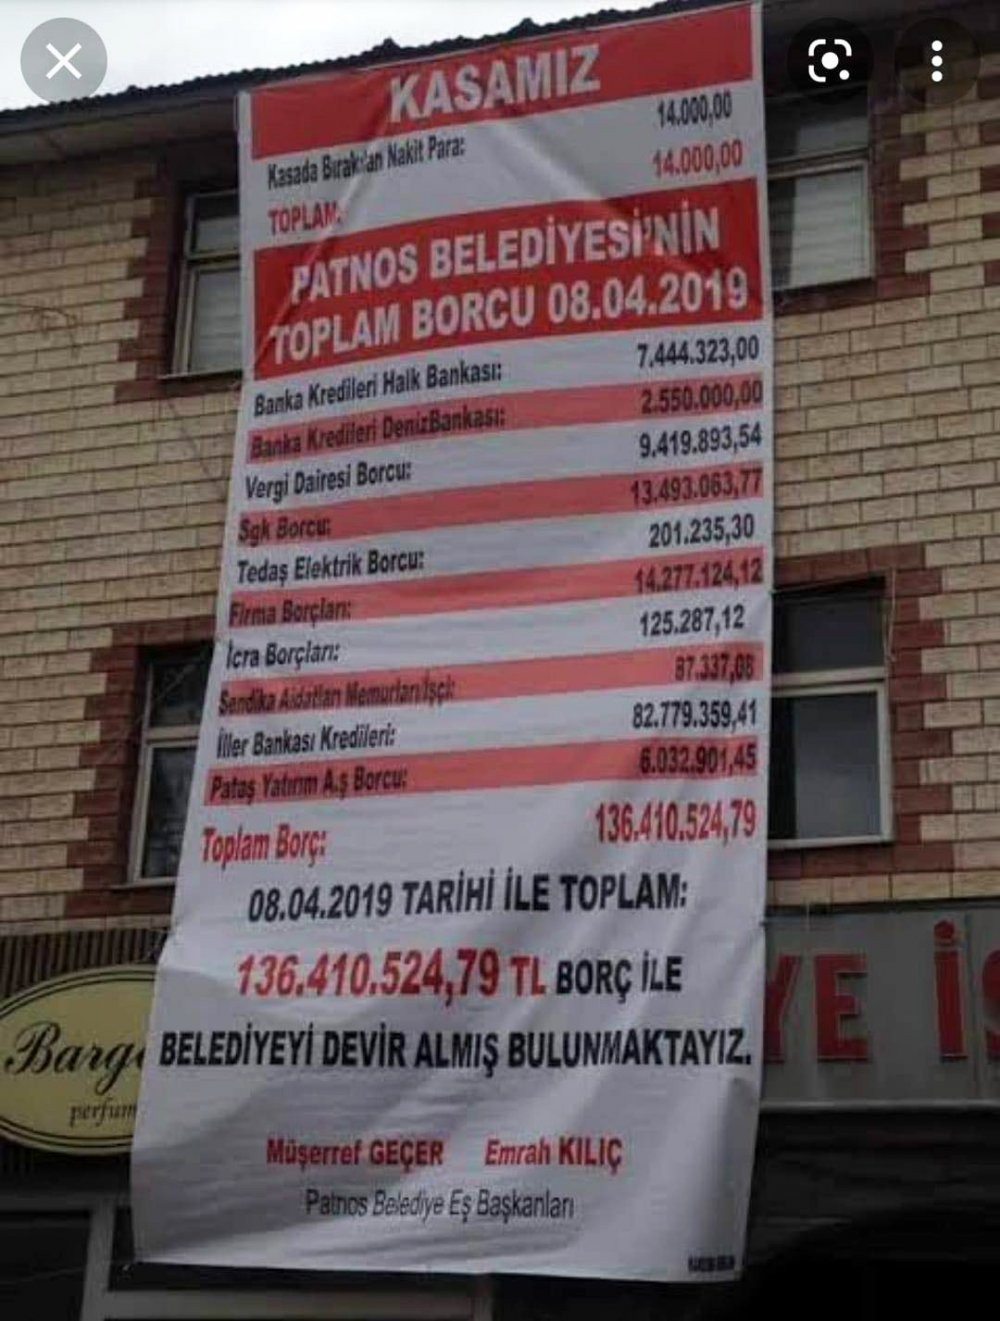 KASAMIZ
Kasada Bırakılan Nakit Para: 14.000,00
TOPLAM: 14.000,00
PATNOS BELEDİYESİ'NİN
TOPLAM BORCU 08.04.2019
Banka Kredileri Halk Bankası: 7.444.323,00
Banka Kredileri DenizBankası: 2.550.000,00
Vergi Dairesi Borcu: 9.419.893,54
Sgk Borcu: 13.493.063,77
Tedaş Elektrik Borcu: 201.235,30
Firma Borçları: 14.277.124,12
İcra Borçları: 125.287,12
Sendika Aidatları Memurları/İşçi: 87.337,08
İller Bankası Kredileri: 82.779.359,41
Pataş Yatırım A.ş Borcu: 6.032.901,45
Toplam Borç: 136.410.524,79
08.04.2019 TARİHİ İLE TOPLAM:
136.410.524,79 TL BORÇ İLE
BELEDİYEYİ DEVİR ALMIŞ BULUNMAKTAYIZ.
Müşerref GEÇER Emrah KILIÇ
Patnos Belediye Eş Başkanları
Barg
perfum
YE İŞ